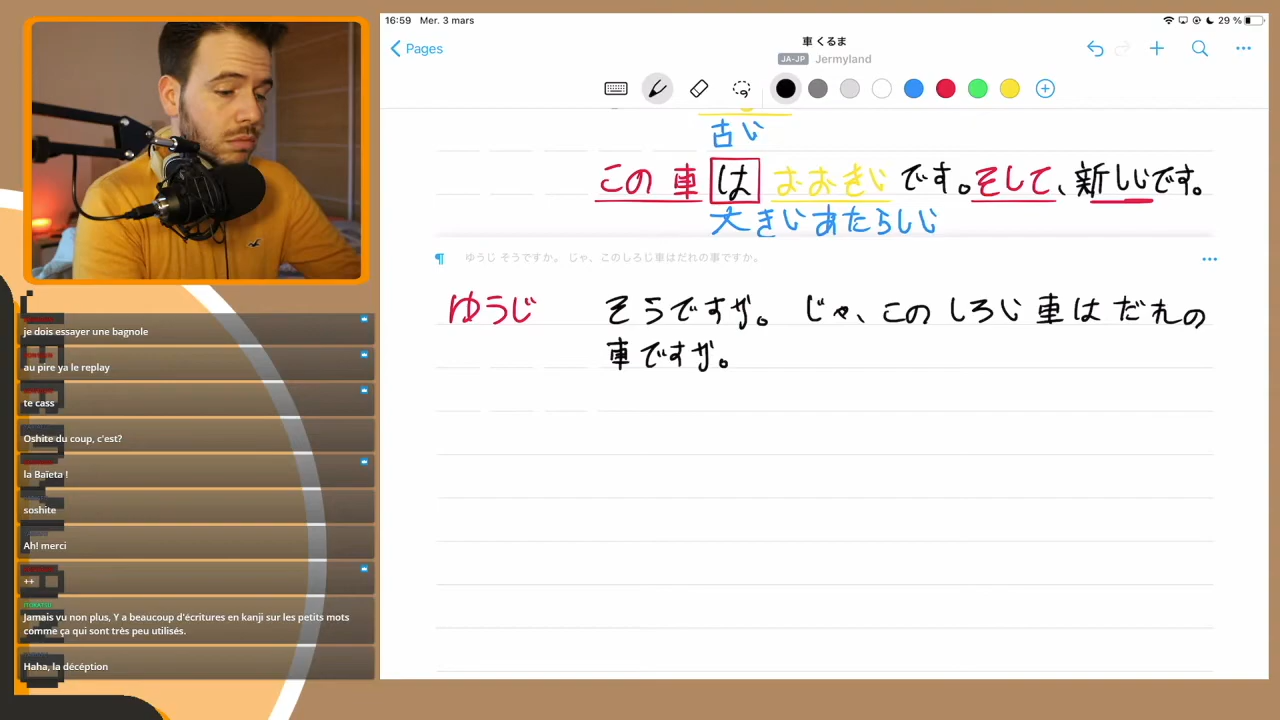 je dois essayer une bagnole
au pire ya le replay
te cass
Oshite du coup, c'est?
la Baïeta !
soshite
Ah! merci
++
Jamais vu non plus, Y a beaucoup d'écritures en kanji sur les petits mots
comme ça qui sont très peu utilisés.
Haha, la décéption
16:59 Mer. 3 mars
29 %
Pages
車 くるま
JA-JP Jermyland
古い
この 車 は おおきい です。そして、新しいです。
大きい あたらしい
ゆうじ そうですか。 じゃ、このしろじ車はだれの事ですか。
ゆうじ そうですか。 じゃ、この しろい 車 は だれの
車ですか。